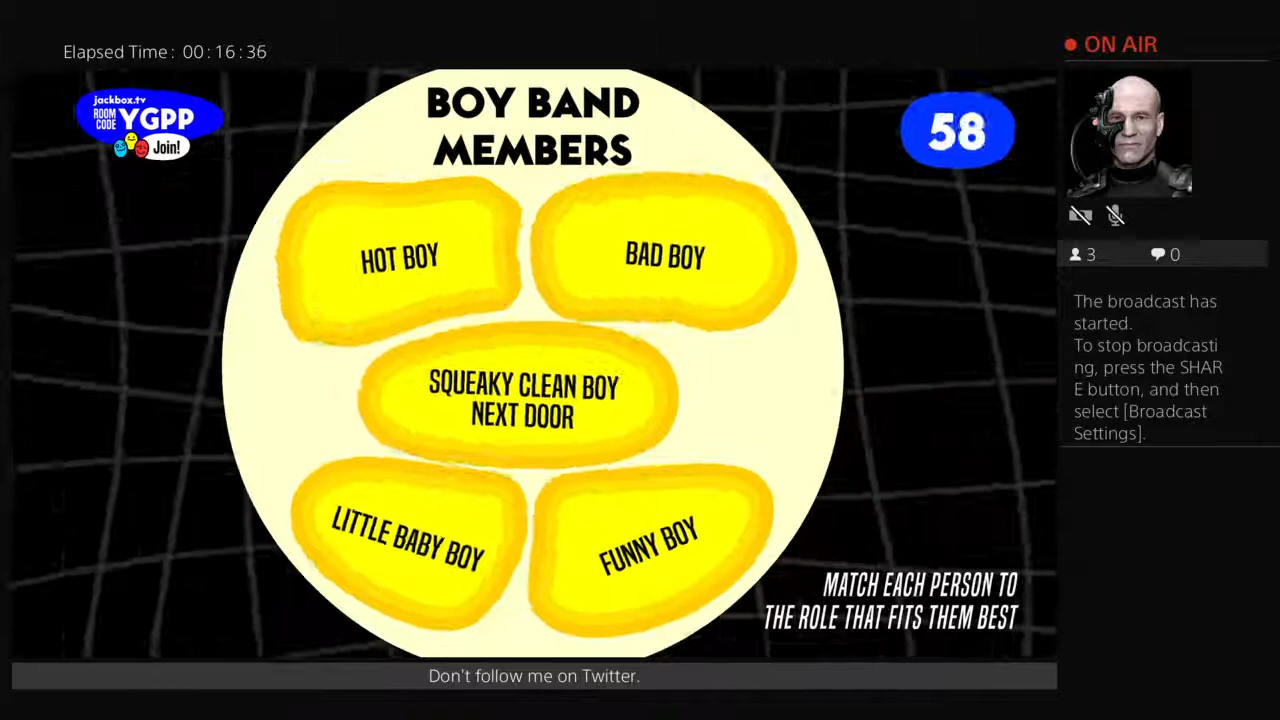 Elapsed Time: 00:16:36
ON AIR
jackbox.tv
ROOM
CODE
YGPP
Join!
BOY BAND
MEMBERS
58
HOT BOY
BAD BOY
SQUEAKY CLEAN BOY
NEXT DOOR
LITTLE BABY BOY
FUNNY BOY
MATCH EACH PERSON TO
THE ROLE THAT FITS THEM BEST
3
0
The broadcast has
started.
To stop broadcasti
ng, press the SHAR
E button, and then
select [Broadcast
Settings].
Don't follow me on Twitter.